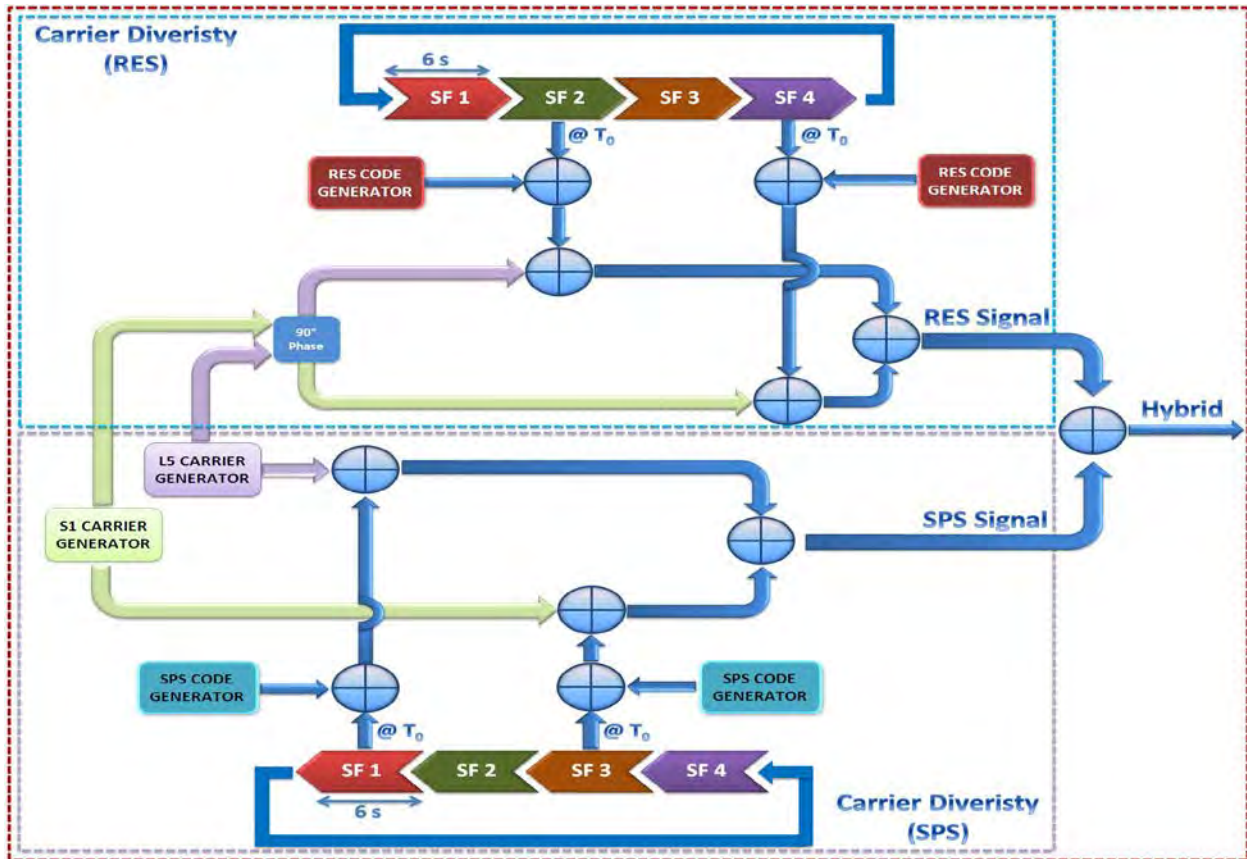 Carrier Diveristy
(RES)
6 s
SF 1
SF 2
SF 3
SF 4
@ T₀
@ T₀
RES CODE
GENERATOR
RES CODE
GENERATOR
90°
Phase
RES Signal
Hybrid
L5 CARRIER
GENERATOR
S1 CARRIER
GENERATOR
SPS Signal
SPS CODE
GENERATOR
SPS CODE
GENERATOR
@ T₀
@ T₀
SF 1
SF 2
SF 3
SF 4
6 s
Carrier Diveristy
(SPS)